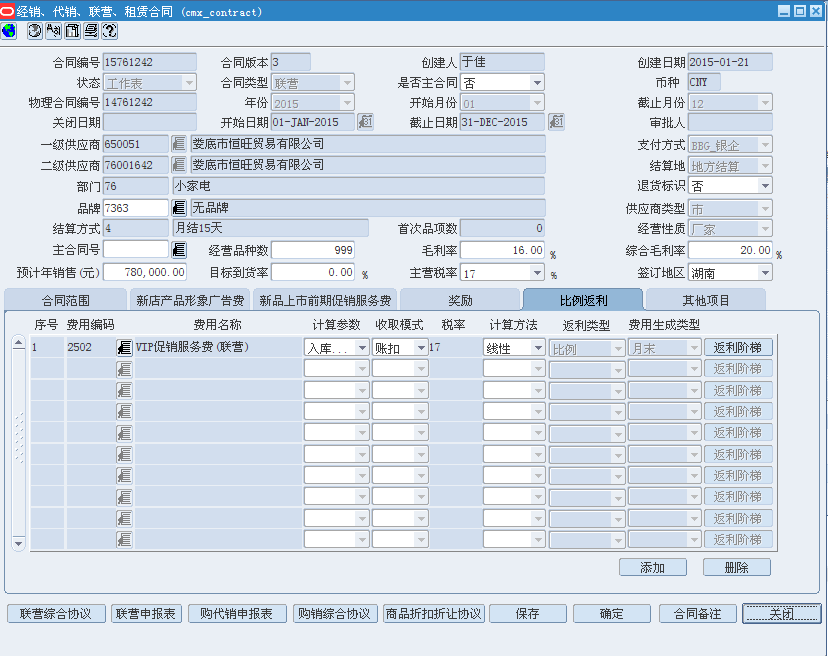 经销、代销、联营、租赁合同 (cmx_contract)
合同编号 15761242 合同版本 3 创建人 于佳 创建日期 2015-01-21
状态 工作表 合同类型 联营 是否主合同 否 币种 CNY
物理合同编号 14761242 年份 2015 开始月份 01 截止月份 12
关闭日期 开始日期 01-JAN-2015 截止日期 31-DEC-2015 审批人
一级供应商 650051 娄底市恒旺贸易有限公司 支付方式 BBG_银企
二级供应商 76001642 娄底市恒旺贸易有限公司 结算地 地方结算
部门 76 小家电 退货标识 否
品牌 7363 无品牌 供应商类型 市
结算方式 4 月结15天 首次品项数 0 经营性质 厂家
主合同号 经营品种数 999 毛利率 16.00 % 综合毛利率 20.00 %
预计年销售(元) 780,000.00 目标到货率 0.00 % 主营税率 17 % 签订地区 湖南
合同范围 新店产品形象广告费 新品上市前期促销服务费 奖励 比例返利 其他项目
序号 费用编码 费用名称 计算参数 收取模式 税率 计算方法 返利类型 费用生成类型
1 2502 VIP促销服务费(联营) 入库... 账扣 17 线性 比例 月末 返利阶梯
返利阶梯
返利阶梯
返利阶梯
返利阶梯
返利阶梯
返利阶梯
返利阶梯
返利阶梯
返利阶梯
添加 删除
联营综合协议 联营申报表 购代销申报表 购销综合协议 商品折扣折让协议 保存 确定 合同备注 关闭